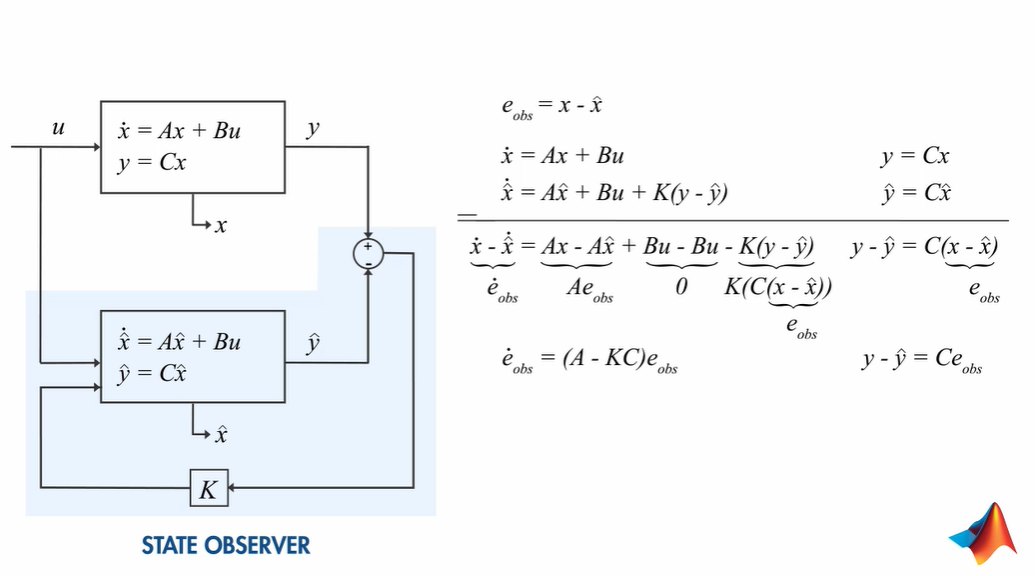 u
ẋ = Ax + Bu
y = Cx
y
x
+
-
x̂̇ = Ax̂ + Bu
ŷ = Cx̂
ŷ
x̂
K
STATE OBSERVER
e_obs = x - x̂
ẋ = Ax + Bu
y = Cx
x̂̇ = Ax̂ + Bu + K(y - ŷ)
ŷ = Cx̂
ẋ - x̂̇ = Ax - Ax̂ + Bu - Bu - K(y - ŷ)
y - ŷ = C(x - x̂)
ė_obs Ae_obs 0 K(C(x - x̂))
e_obs
e_obs
ė_obs = (A - KC)e_obs
y - ŷ = Ce_obs